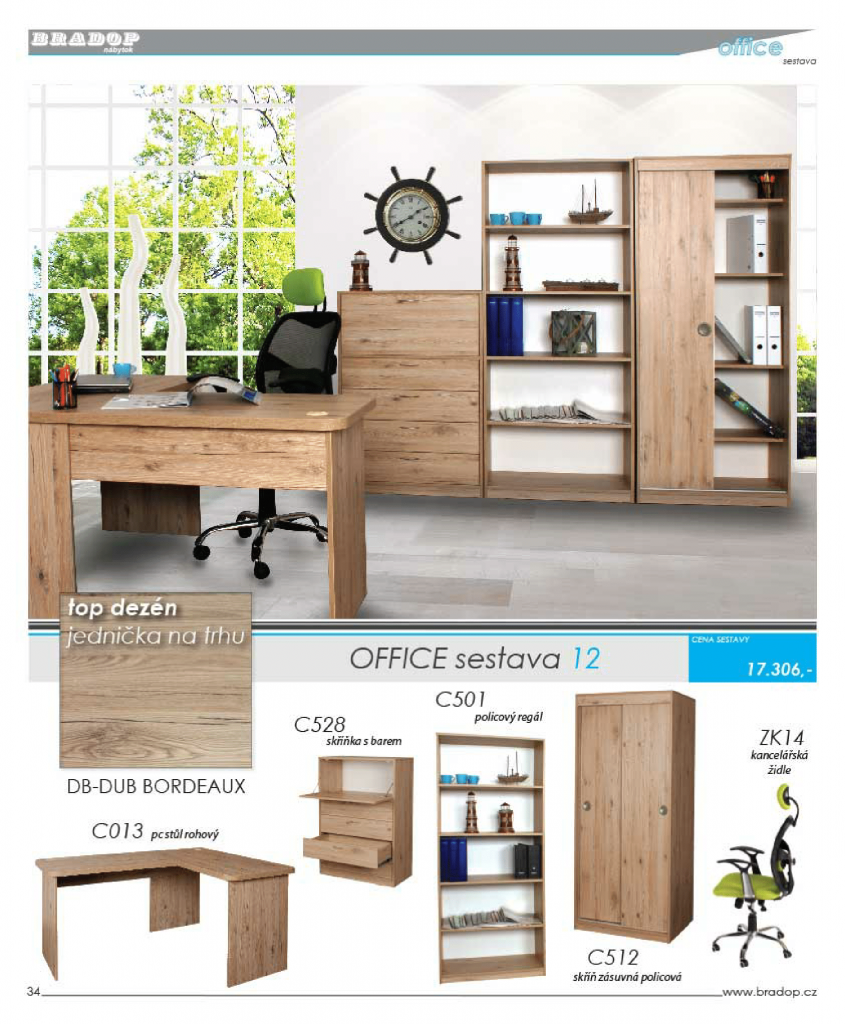 BRADOP
nábytek
office
sestava
top dezén
jednička na trhu
OFFICE sestava 12
CENA SESTAVY
17.306,-
DB-DUB BORDEAUX
C013 pc stůl rohový
C528
skříňka s barem
C501
policový regál
C512
skříň zásuvná policová
ZK14
kancelářská
židle
34
www.bradop.cz